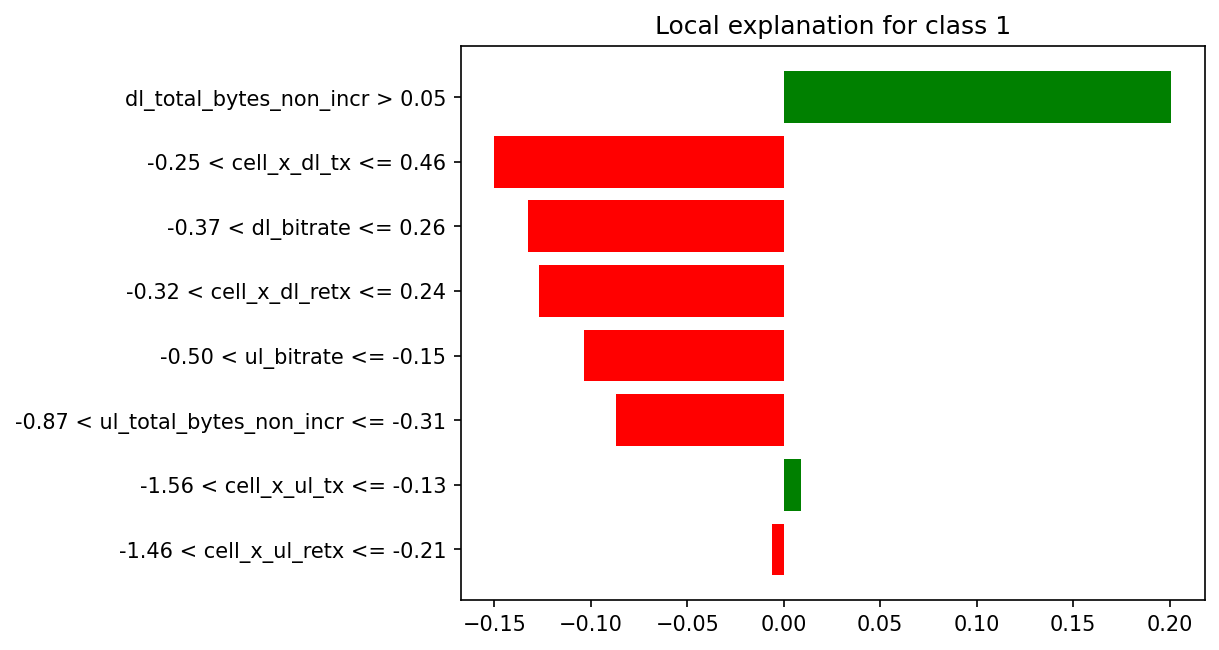 Local explanation for class 1
dl_total_bytes_non_incr > 0.05
-0.25 < cell_x_dl_tx <= 0.46
-0.37 < dl_bitrate <= 0.26
-0.32 < cell_x_dl_retx <= 0.24
-0.50 < ul_bitrate <= -0.15
-0.87 < ul_total_bytes_non_incr <= -0.31
-1.56 < cell_x_ul_tx <= -0.13
-1.46 < cell_x_ul_retx <= -0.21
−0.15 −0.10 −0.05 0.00 0.05 0.10 0.15 0.20